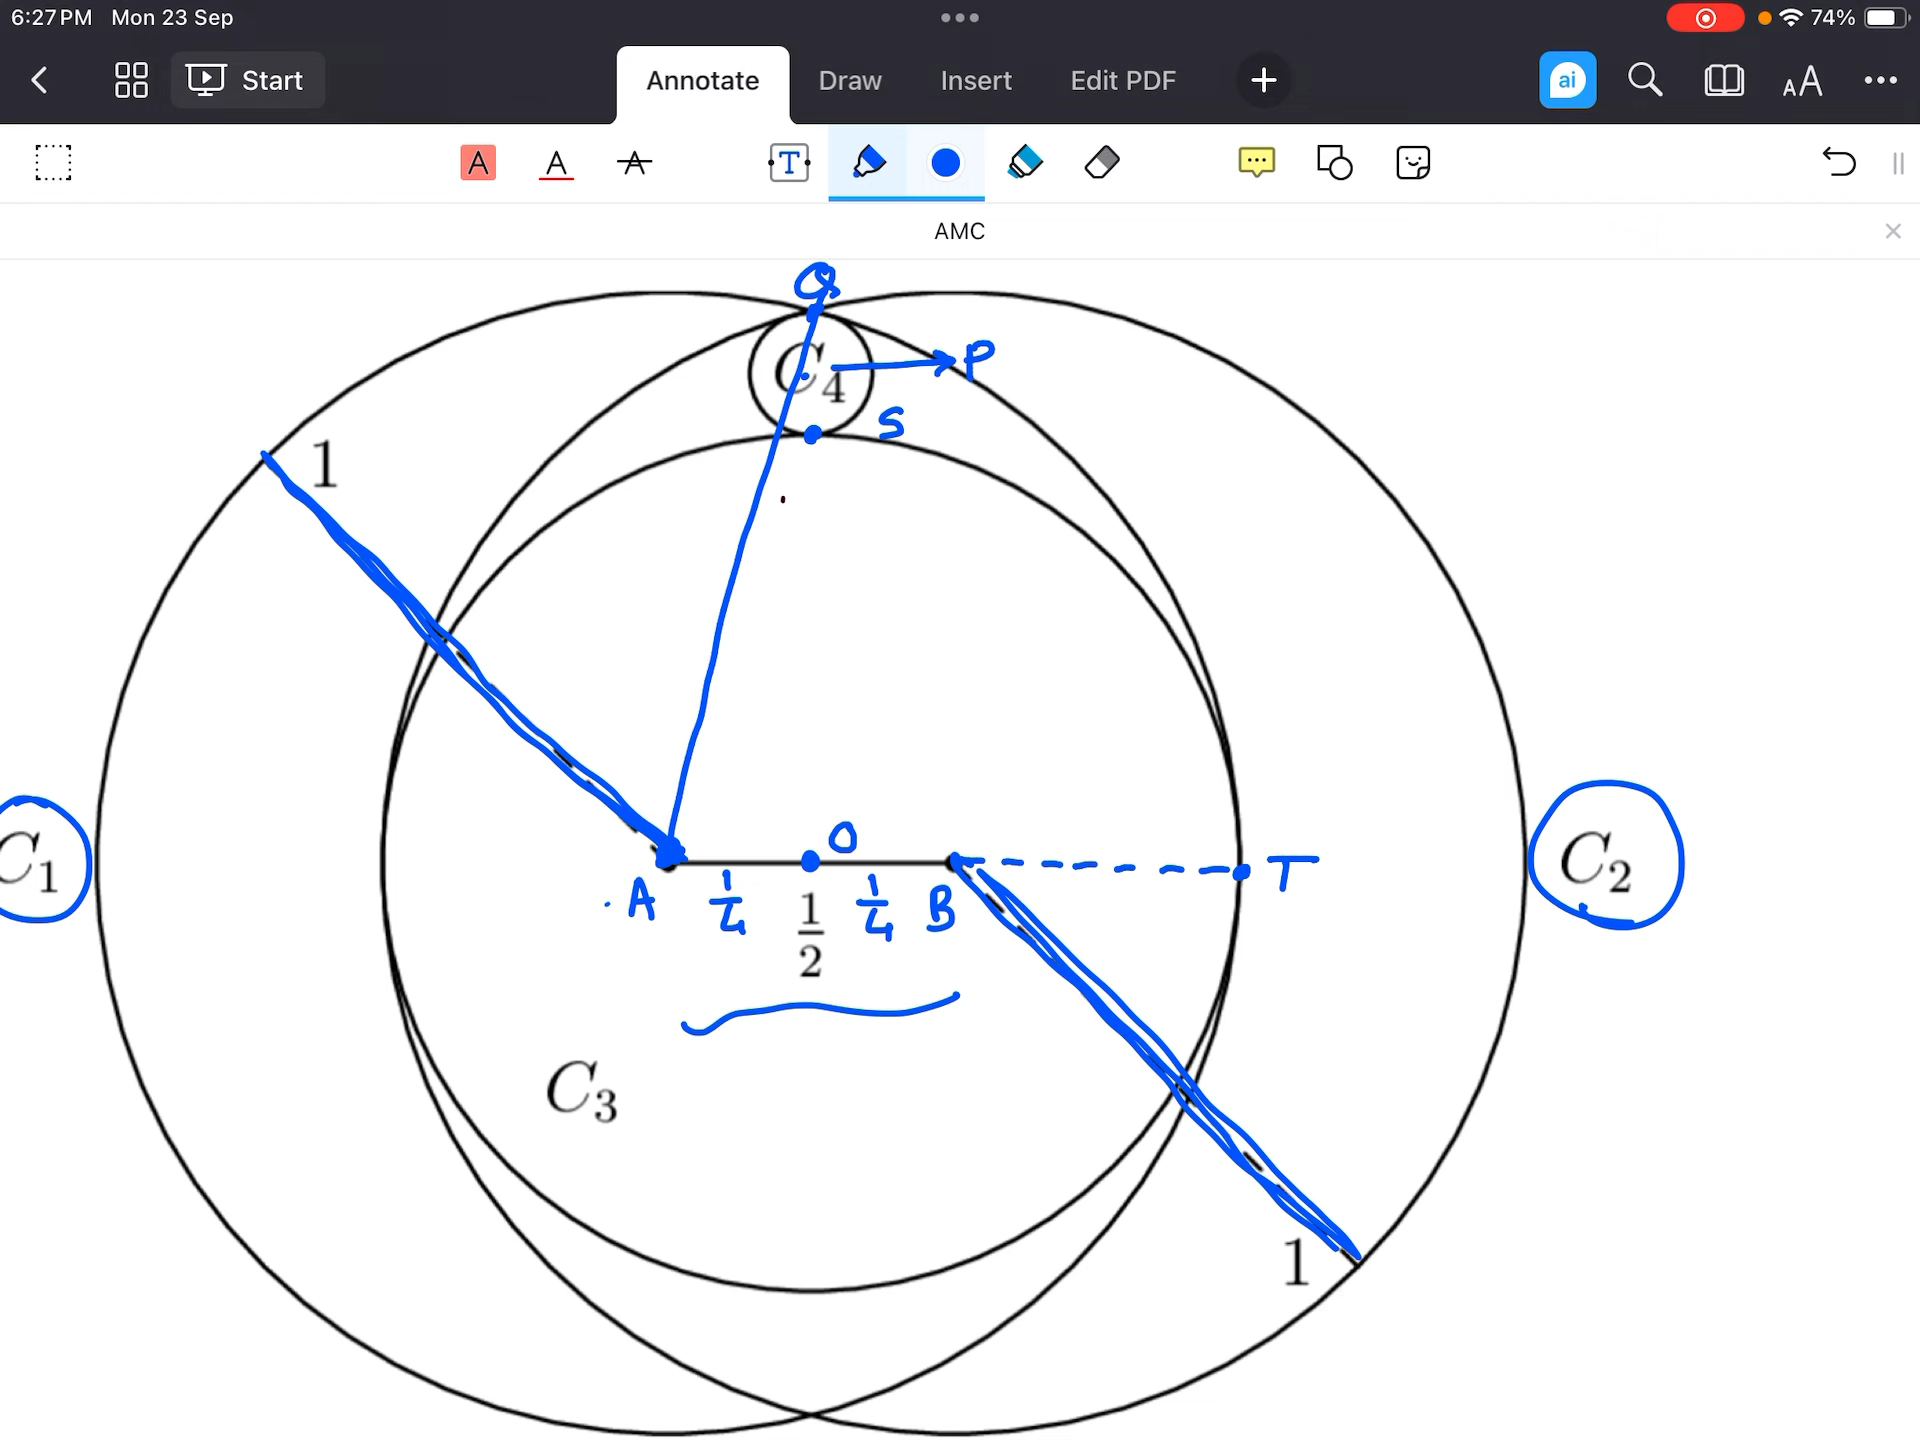 6:27 PM Mon 23 Sep 74%
Start Annotate Draw Insert Edit PDF + ai AA
A A A T
AMC
Q
C4 P
S
1
O
C1 A 1/4 1/2 1/4 B T C2
C3
1